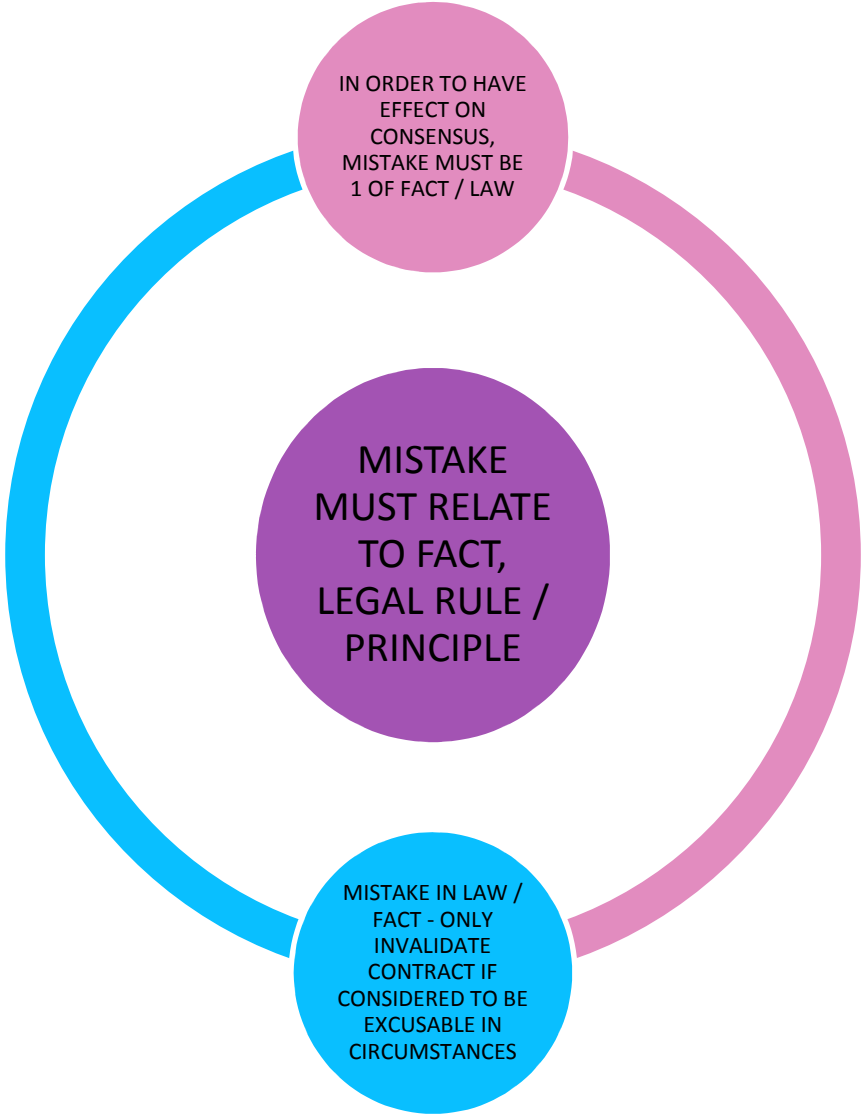 IN ORDER TO HAVE
EFFECT ON
CONSENSUS,
MISTAKE MUST BE
1 OF FACT / LAW
MISTAKE
MUST RELATE
TO FACT,
LEGAL RULE /
PRINCIPLE
MISTAKE IN LAW /
FACT - ONLY
INVALIDATE
CONTRACT IF
CONSIDERED TO BE
EXCUSABLE IN
CIRCUMSTANCES